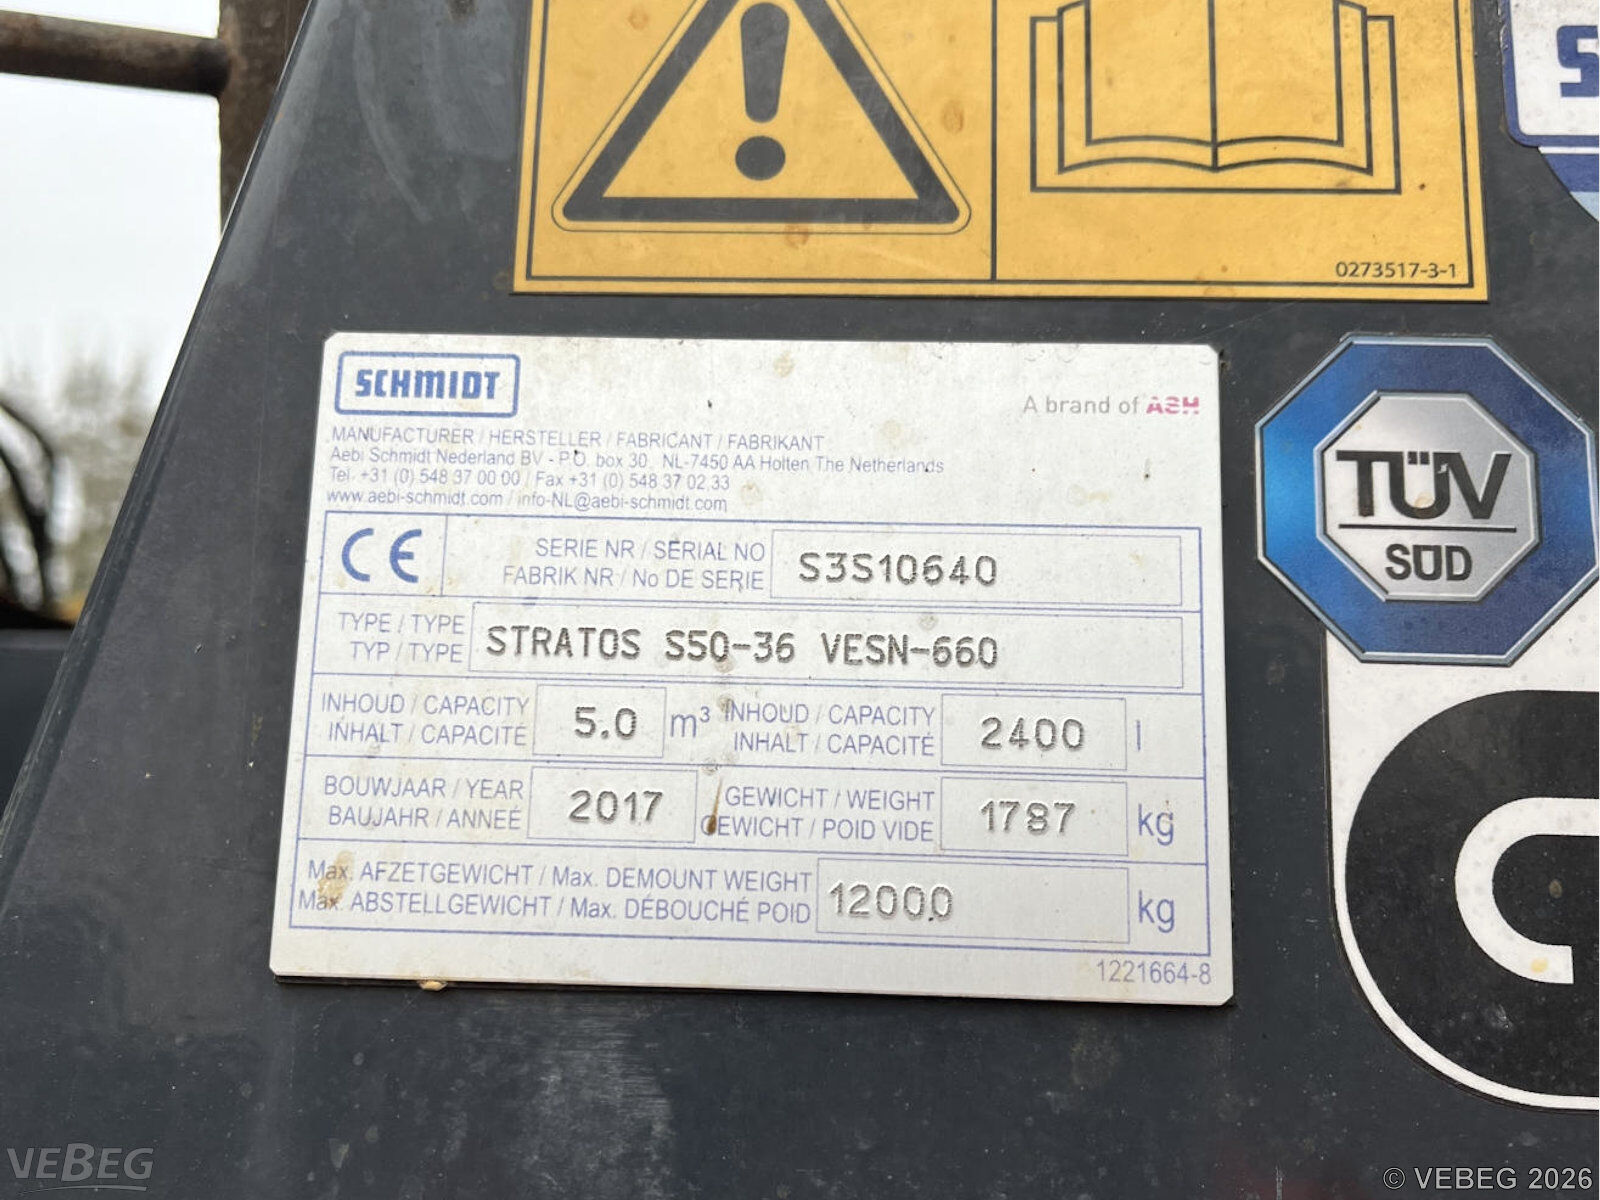 S
0273517-3-1
SCHMIDT
A brand of ASH
MANUFACTURER / HERSTELLER / FABRICANT / FABRIKANT
Aebi Schmidt Nederland BV - P.O. box 30 NL-7450 AA Holten The Netherlands
Tel. +31 (0) 548 37 00 00 / Fax +31 (0) 548 37 02 33
www.aebi-schmidt.com / info-NL@aebi-schmidt.com
CE
SERIE NR / SERIAL NO
FABRIK NR / No DE SERIE
S3S10640
TYPE / TYPE
TYP / TYPE
STRATOS S50-36 VESN-660
INHOUD / CAPACITY
INHALT / CAPACITÉ
5.0 m³
INHOUD / CAPACITY
INHALT / CAPACITÉ
2400 l
BOUWJAAR / YEAR
BAUJAHR / ANNEÉ
2017
GEWICHT / WEIGHT
GEWICHT / POID VIDE
1787 kg
Max. AFZETGEWICHT / Max. DEMOUNT WEIGHT
Max. ABSTELLGEWICHT / Max. DÉBOUCHÉ POID
12000 kg
1221664-8
TÜV
SÜD
VEBEG
© VEBEG 2026